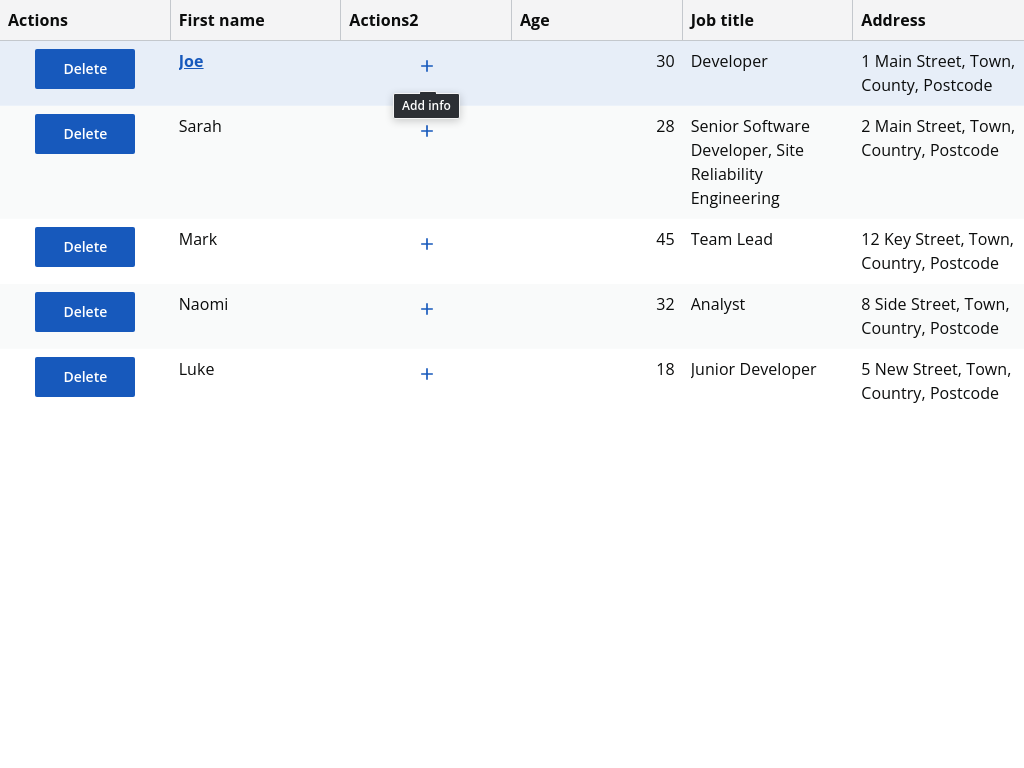 Actions First name Actions2 Age Job title Address
Delete Joe + 30 Developer 1 Main Street, Town,
County, Postcode
Add info
Delete Sarah + 28 Senior Software 2 Main Street, Town,
Developer, Site Country, Postcode
Reliability
Engineering
Delete Mark + 45 Team Lead 12 Key Street, Town,
Country, Postcode
Delete Naomi + 32 Analyst 8 Side Street, Town,
Country, Postcode
Delete Luke + 18 Junior Developer 5 New Street, Town,
Country, Postcode